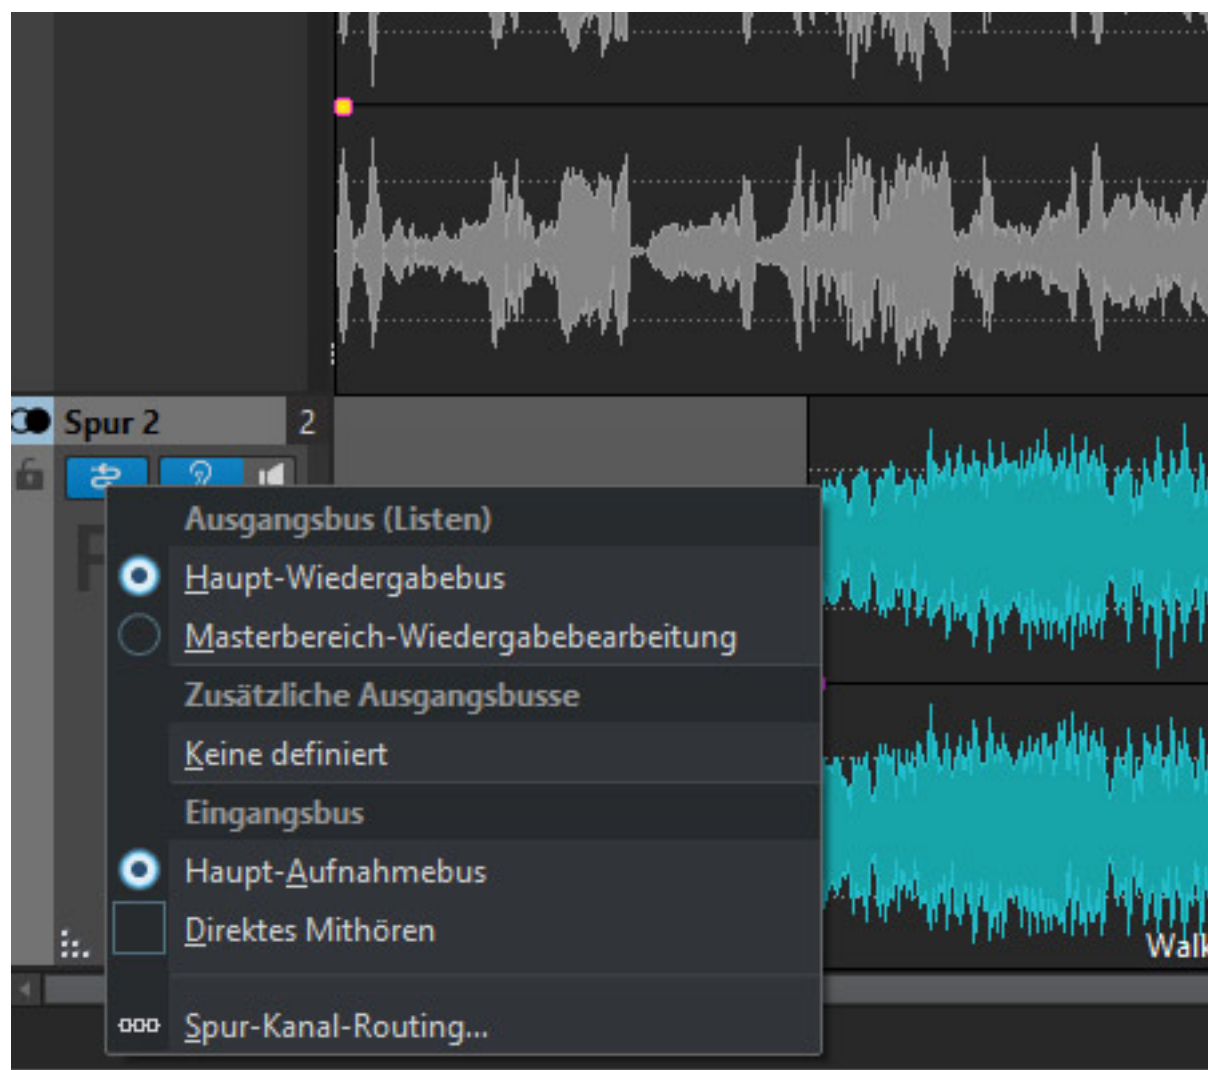 Spur 2
2
Ausgangsbus (Listen)
Haupt-Wiedergabebus
Masterbereich-Wiedergabebearbeitung
Zusätzliche Ausgangsbusse
Keine definiert
Eingangsbus
Haupt-Aufnahmebus
Direktes Mithören
Walk
Spur-Kanal-Routing...